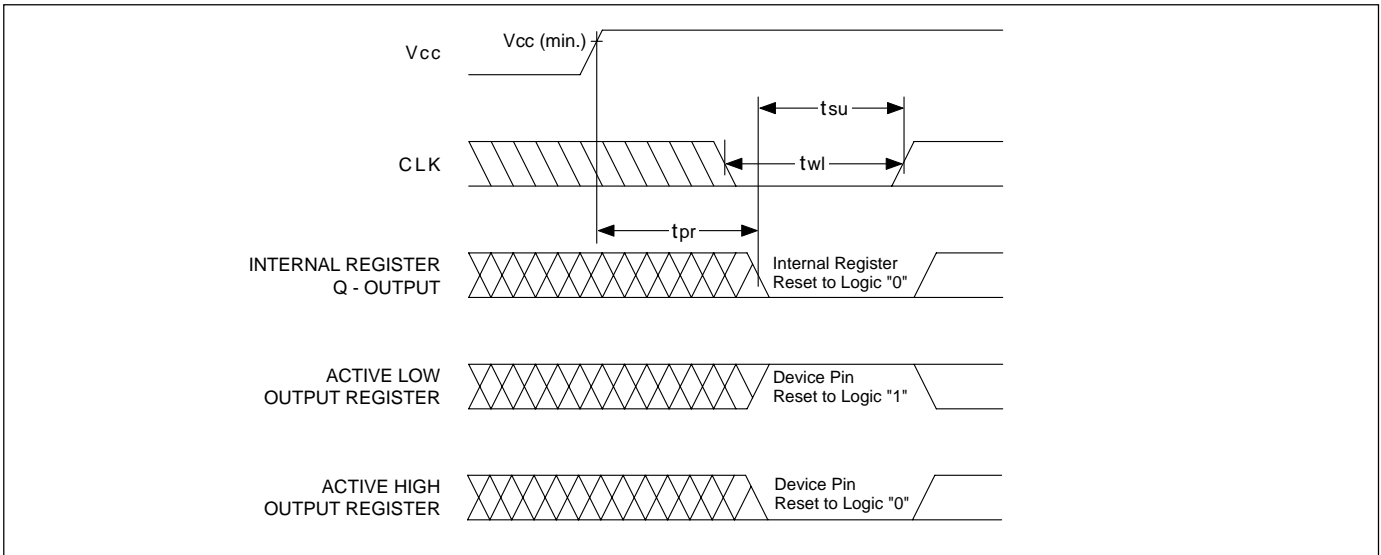 Vcc
Vcc (min.)
tsu
CLK
twl
tpr
INTERNAL REGISTER
Q - OUTPUT
Internal Register
Reset to Logic "0"
ACTIVE LOW
OUTPUT REGISTER
Device Pin
Reset to Logic "1"
ACTIVE HIGH
OUTPUT REGISTER
Device Pin
Reset to Logic "0"